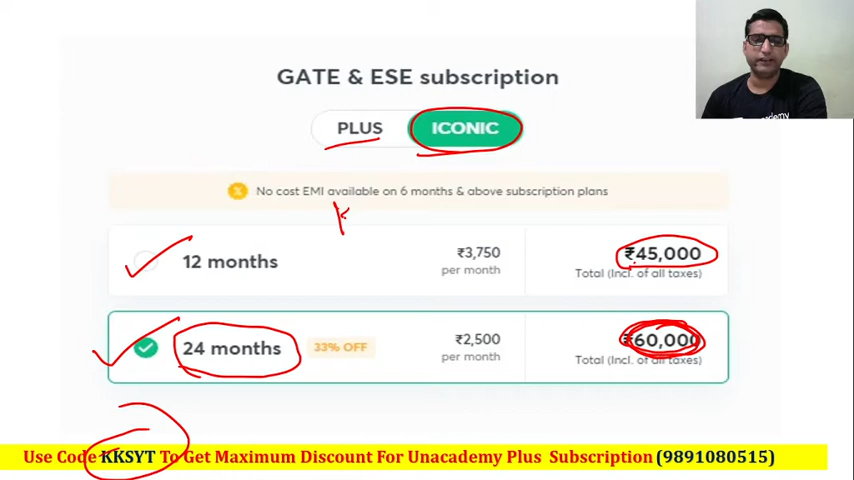 GATE & ESE subscription
PLUS ICONIC
No cost EMI available on 6 months & above subscription plans
12 months ₹3,750 per month ₹45,000 Total (Incl. of all taxes)
24 months 33% OFF ₹2,500 per month ₹60,000 Total (Incl. of all taxes)
Use Code KKSYT To Get Maximum Discount For Unacademy Plus Subscription (9891080515)